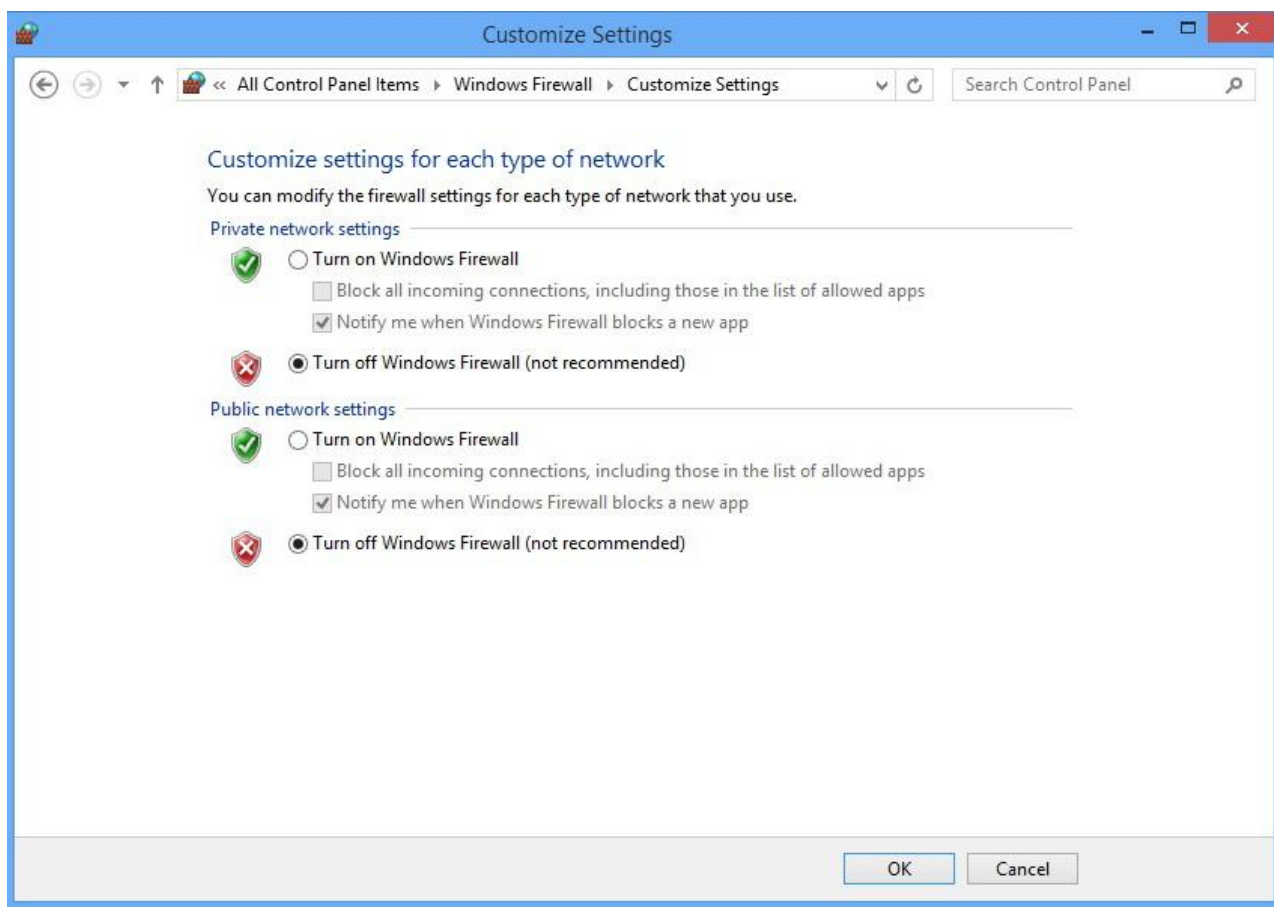 Customize Settings
« All Control Panel Items Windows Firewall Customize Settings Search Control Panel
Customize settings for each type of network
You can modify the firewall settings for each type of network that you use.
Private network settings
Turn on Windows Firewall
Block all incoming connections, including those in the list of allowed apps
Notify me when Windows Firewall blocks a new app
Turn off Windows Firewall (not recommended)
Public network settings
Turn on Windows Firewall
Block all incoming connections, including those in the list of allowed apps
Notify me when Windows Firewall blocks a new app
Turn off Windows Firewall (not recommended)
OK Cancel